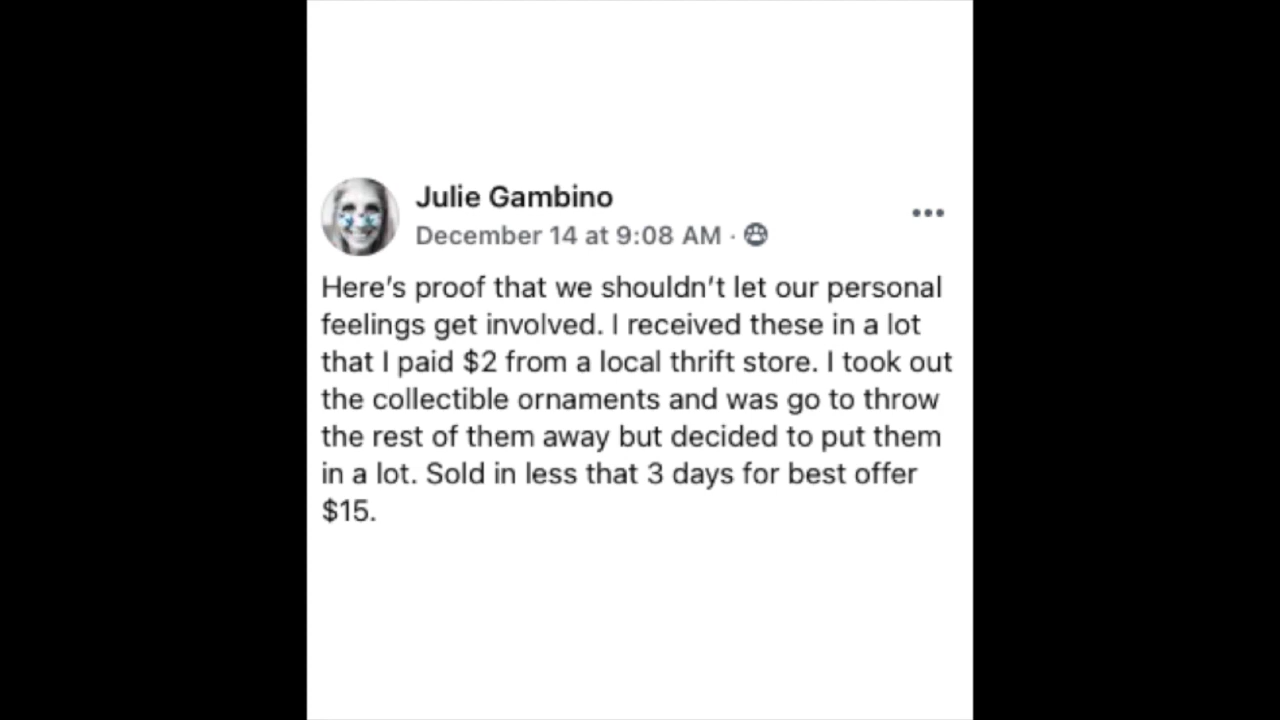 Julie Gambino
December 14 at 9:08 AM ·
Here's proof that we shouldn't let our personal
feelings get involved. I received these in a lot
that I paid $2 from a local thrift store. I took out
the collectible ornaments and was go to throw
the rest of them away but decided to put them
in a lot. Sold in less that 3 days for best offer
$15.